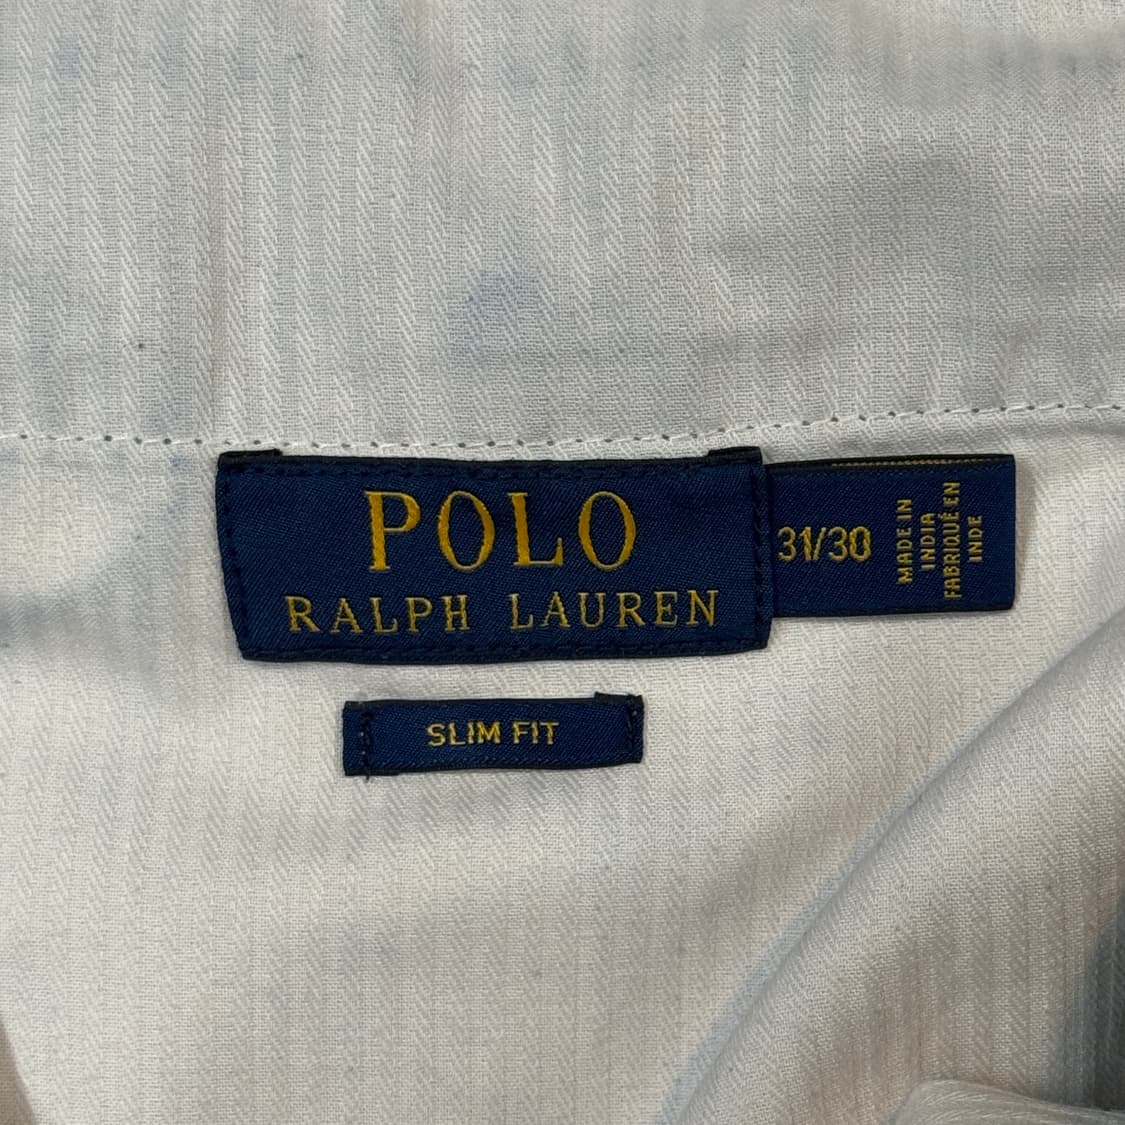 POLO
RALPH LAUREN
31/30
MADE IN
INDIA
FABRIQUÉ EN
INDE
SLIM FIT